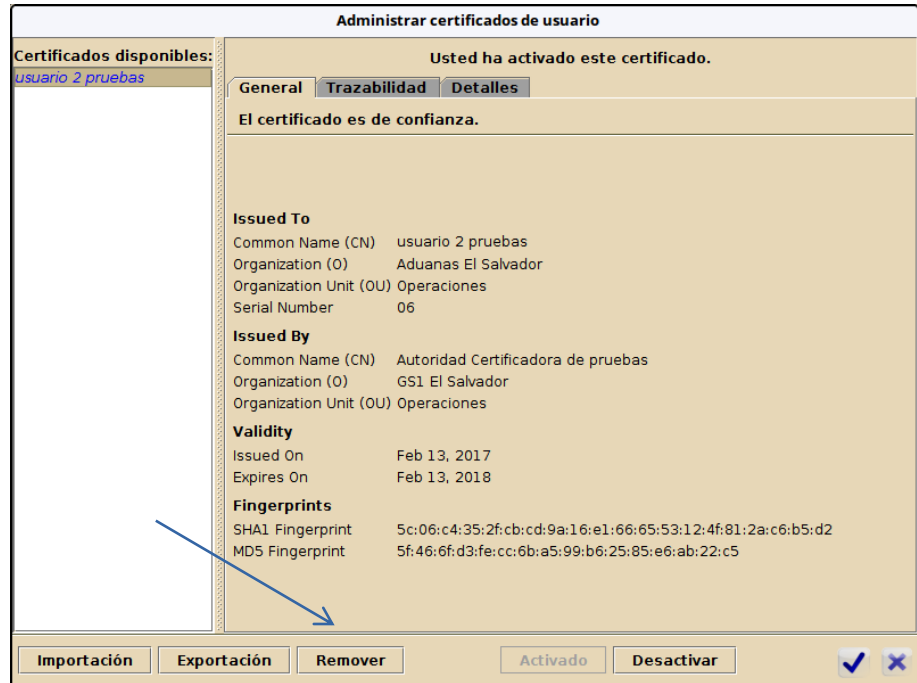 Administrar certificados de usuario
Certificados disponibles:
usuario 2 pruebas
Usted ha activado este certificado.
General Trazabilidad Detalles
El certificado es de confianza.
Issued To
Common Name (CN) usuario 2 pruebas
Organization (O) Aduanas El Salvador
Organization Unit (OU) Operaciones
Serial Number 06
Issued By
Common Name (CN) Autoridad Certificadora de pruebas
Organization (O) GS1 El Salvador
Organization Unit (OU) Operaciones
Validity
Issued On Feb 13, 2017
Expires On Feb 13, 2018
Fingerprints
SHA1 Fingerprint 5c:06:c4:35:2f:cb:cd:9a:16:e1:66:65:53:12:4f:81:2a:c6:b5:d2
MD5 Fingerprint 5f:46:6f:d3:fe:cc:6b:a5:99:b6:25:85:e6:ab:22:c5
Importación Exportación Remover Activado Desactivar